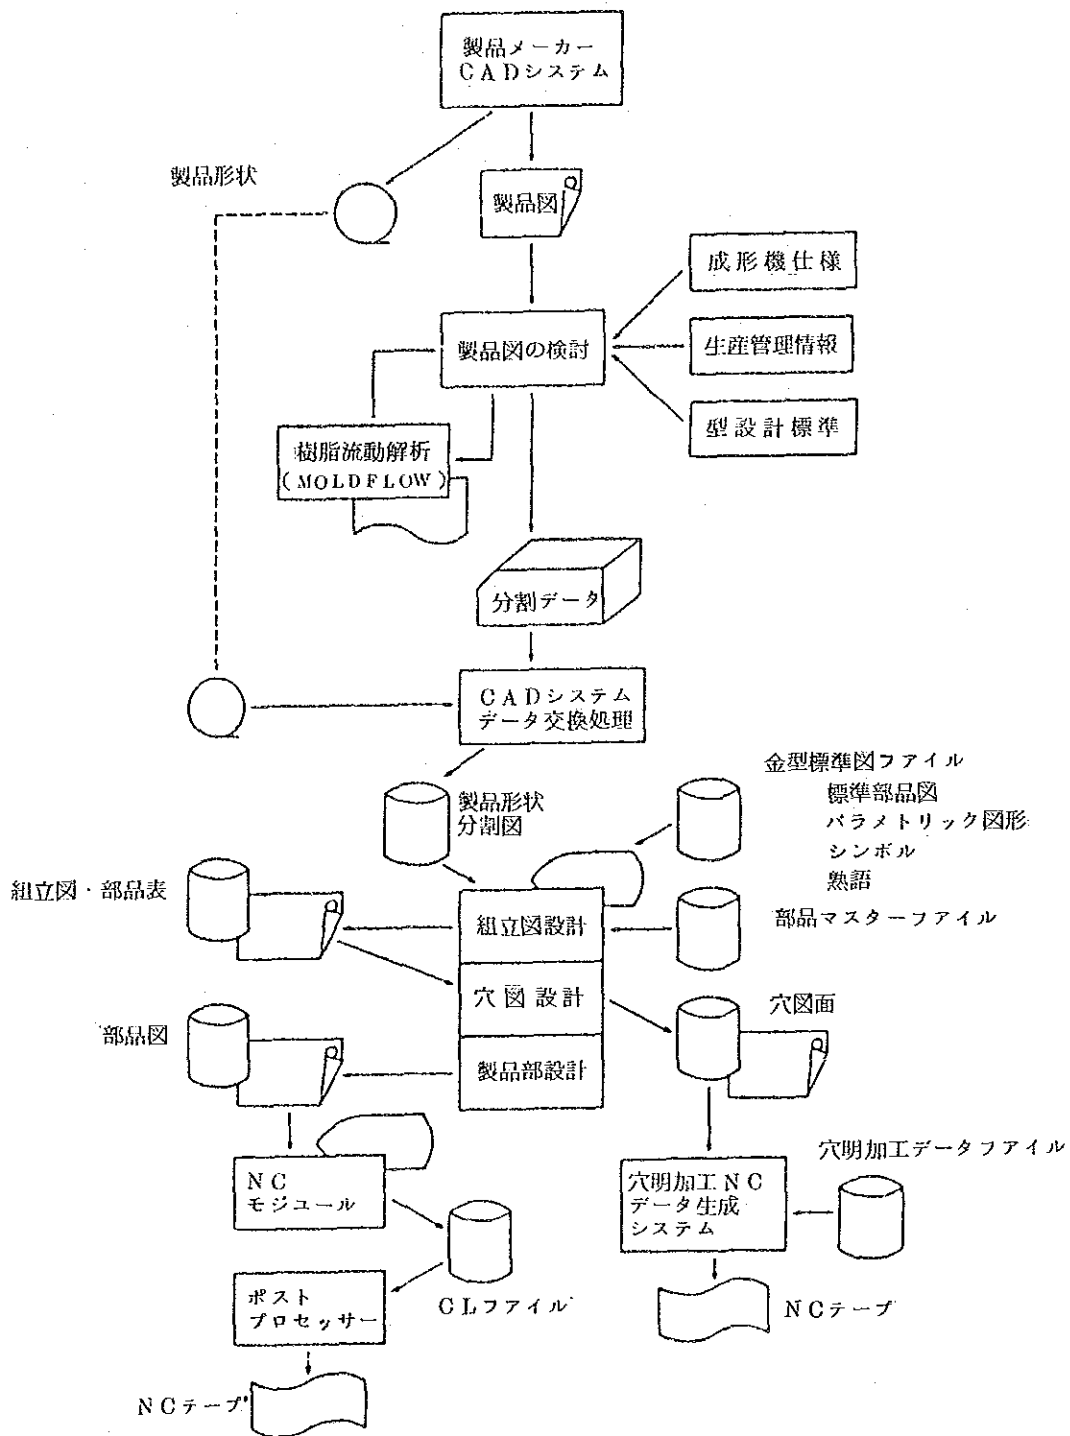 製品メーカー
CADシステム
製品形状
製品図
成形機仕様
製品図の検討
生産管理情報
型設計標準
樹脂流動解析
(MOLDFLOW)
分割データ
CADシステム
データ交換処理
金型標準図ファイル
標準部品図
パラメトリック図形
シンボル
熟語
製品形状
分割図
組立図・部品表
組立図設計
部品マスターファイル
穴図設計
穴図面
部品図
製品部設計
穴明加工データファイル
NC
モジュール
穴明加工NC
データ生成
システム
CLファイル
ポスト
プロセッサー
NCテープ
NCテープ